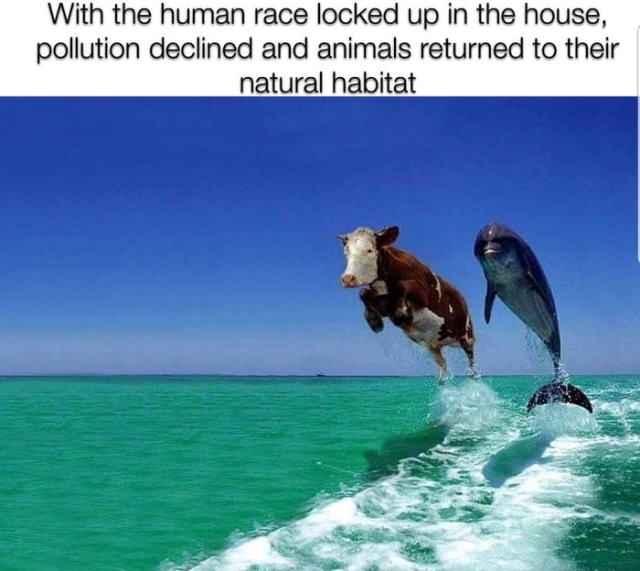 With the human race locked up in the house,
pollution declined and animals returned to their
natural habitat